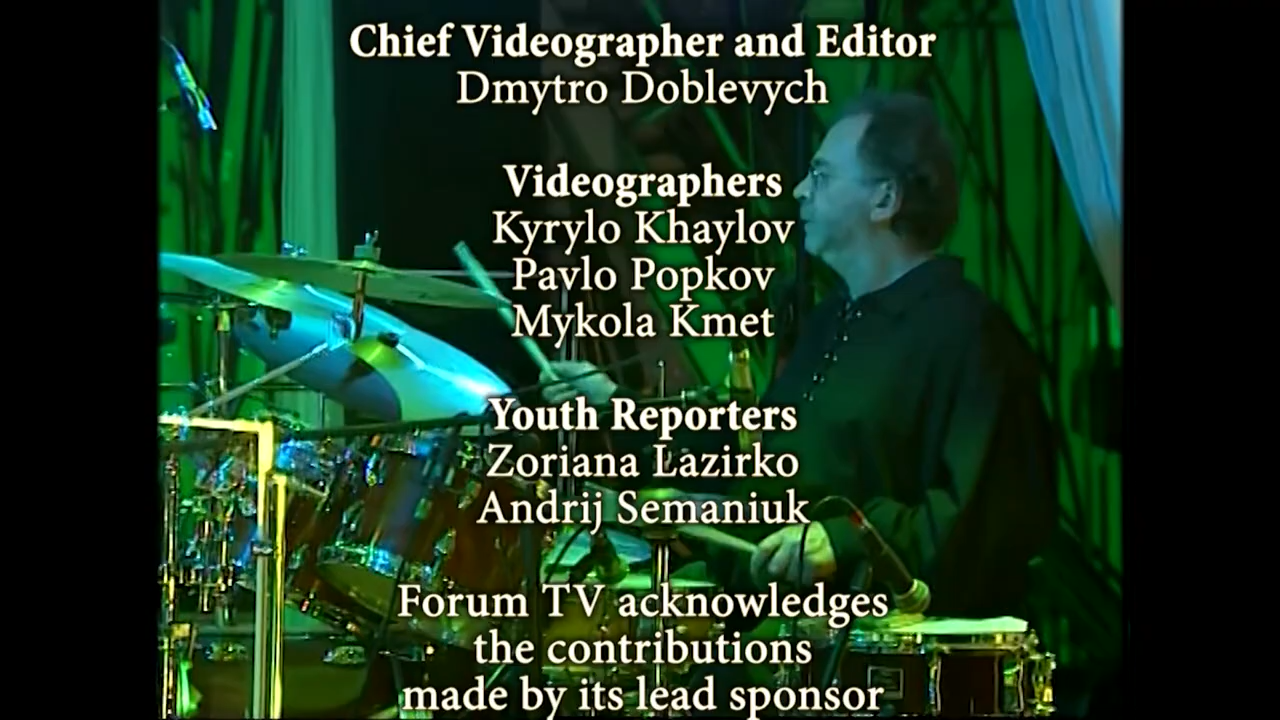 Chief Videographer and Editor
Dmytro Doblevych
Videographers
Kyrylo Khaylov
Pavlo Popkov
Mykola Kmet
Youth Reporters
Zoriana Lazirko
Andrij Semaniuk
Forum TV acknowledges
the contributions
made by its lead sponsor